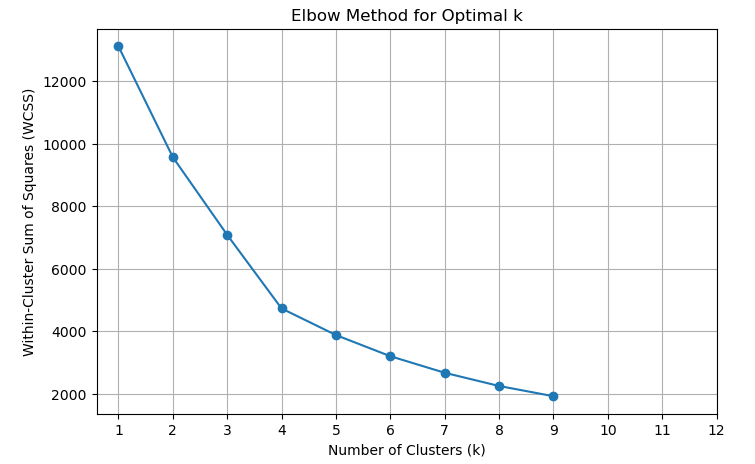 Elbow Method for Optimal k
Within-Cluster Sum of Squares (WCSS)
12000
10000
8000
6000
4000
2000
1 2 3 4 5 6 7 8 9 10 11 12
Number of Clusters (k)